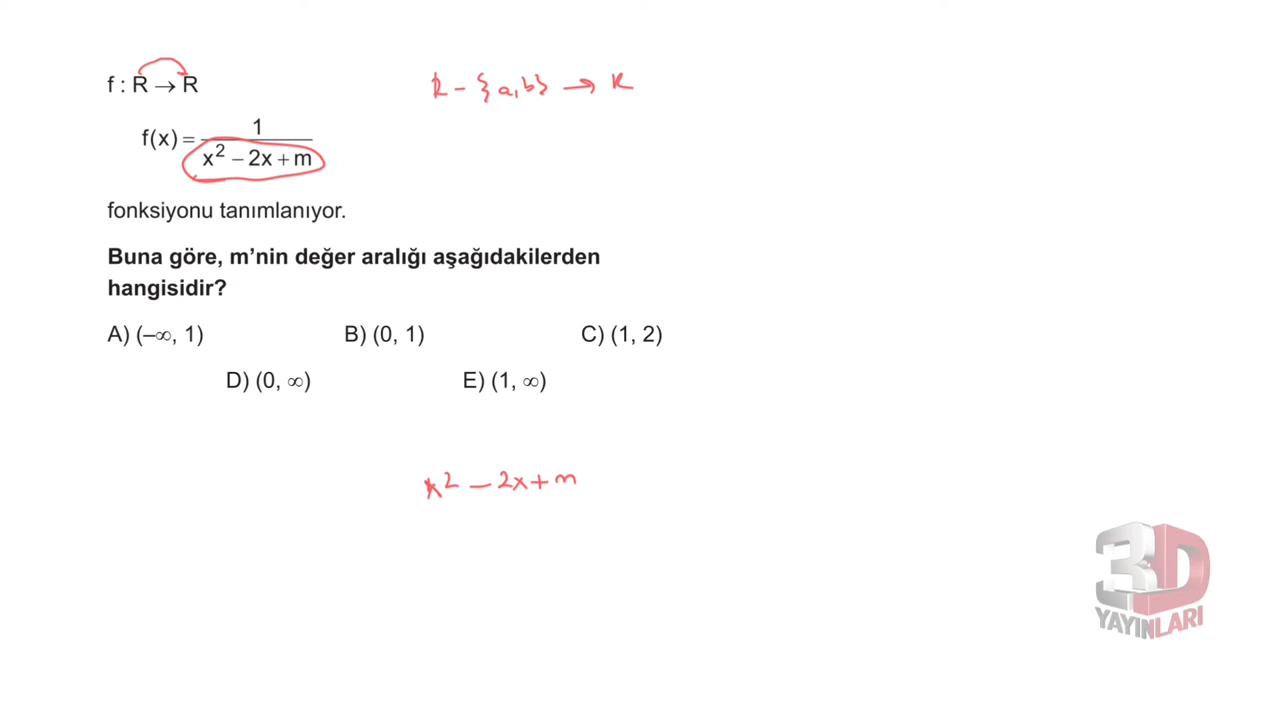 f : R → R
R - {a, b} → R
f(x) = 1 / (x² – 2x + m)
fonksiyonu tanımlanıyor.
Buna göre, m'nin değer aralığı aşağıdakilerden
hangisidir?
A) (–∞, 1) B) (0, 1) C) (1, 2)
D) (0, ∞) E) (1, ∞)
x² - 2x + m
3D
YAYINLARI